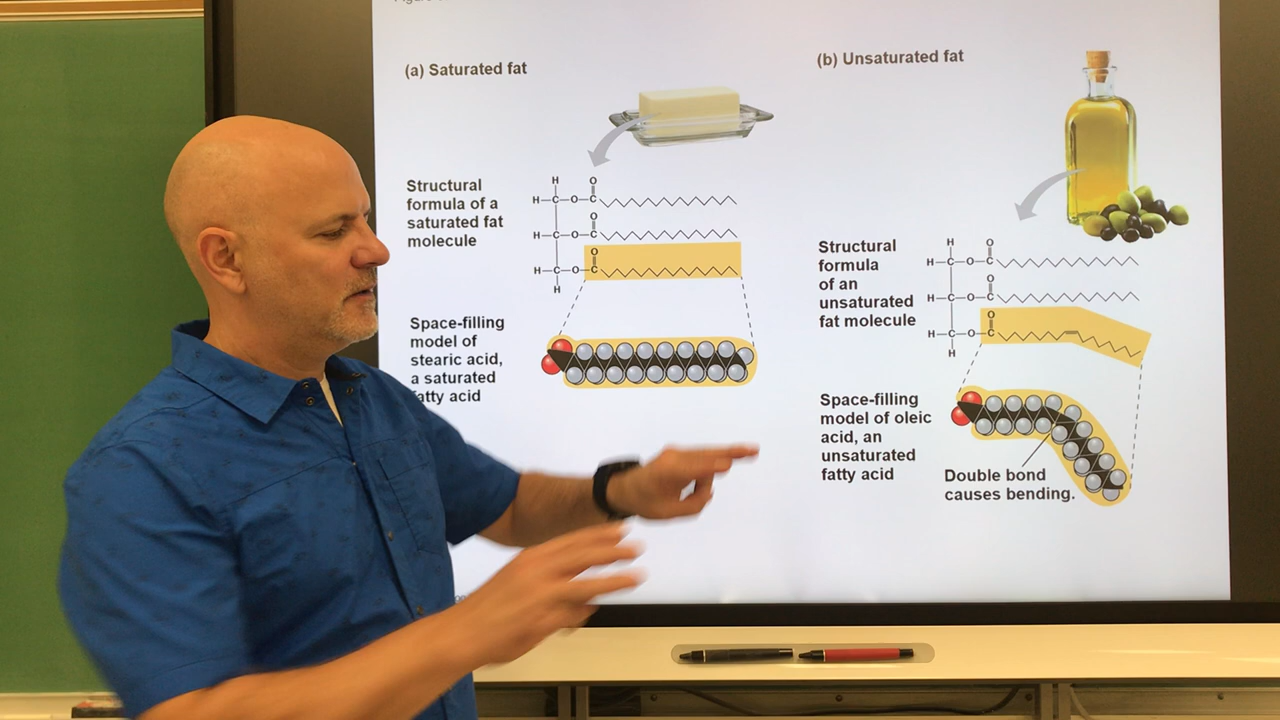 (a) Saturated fat
Structural
formula of a
saturated fat
molecule
H O
H C O C
O
H C O C
O
H C O C
H
Space-filling
model of
stearic acid,
a saturated
fatty acid
(b) Unsaturated fat
Structural
formula
of an
unsaturated
fat molecule
H O
H C O C
O
H C O C
O
H C O C
H
Space-filling
model of oleic
acid, an
unsaturated
fatty acid
Double bond
causes bending.